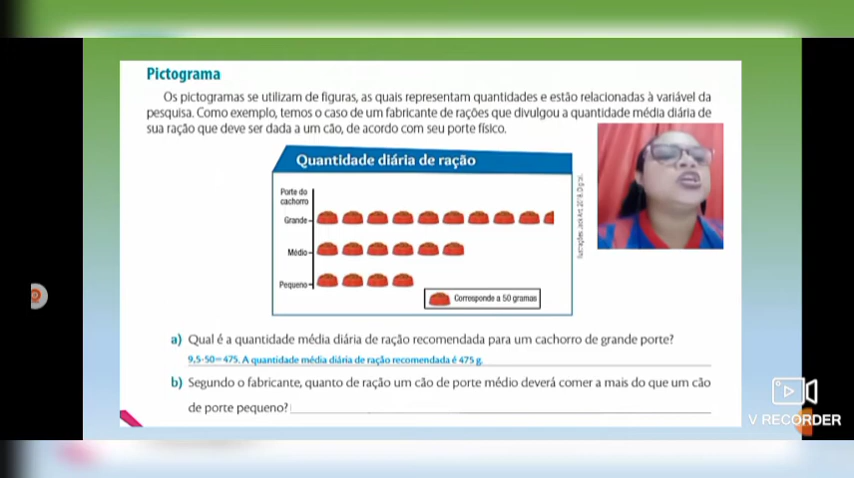 Pictograma
Os pictogramas se utilizam de figuras, as quais representam quantidades e estão relacionadas à variável da
pesquisa. Como exemplo, temos o caso de um fabricante de rações que divulgou a quantidade média diária de
sua ração que deve ser dada a um cão, de acordo com seu porte físico.
Quantidade diária de ração
Porte do
cachorro
Grande
Médio
Pequeno
Corresponde a 50 gramas
Ilustrações: Jack Art. 2018. Digital.
a) Qual é a quantidade média diária de ração recomendada para um cachorro de grande porte?
9,5·50=475. A quantidade média diária de ração recomendada é 475 g.
b) Segundo o fabricante, quanto de ração um cão de porte médio deverá comer a mais do que um cão
de porte pequeno?
V RECORDER